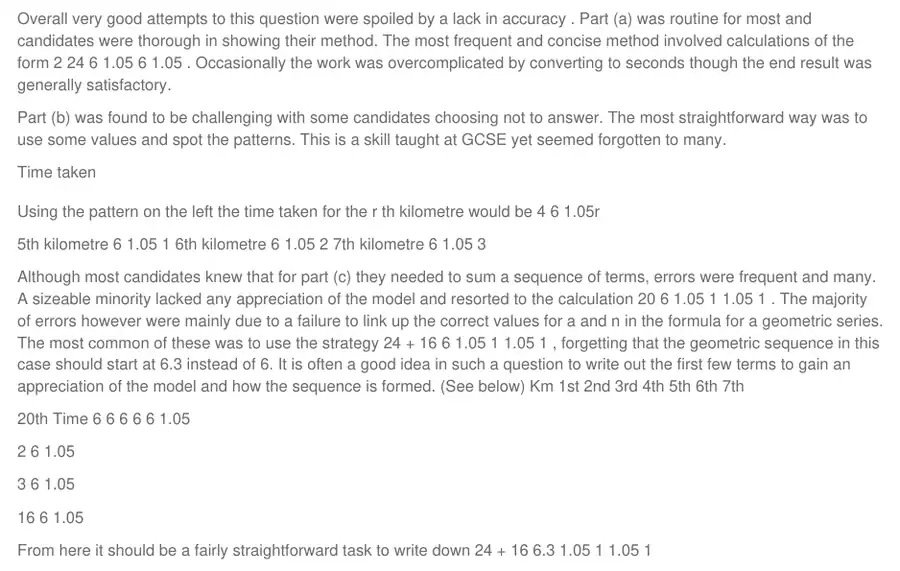 Overall very good attempts to this question were spoiled by a lack in accuracy . Part (a) was routine for most and
candidates were thorough in showing their method. The most frequent and concise method involved calculations of the
form 2 24 6 1.05 6 1.05 . Occasionally the work was overcomplicated by converting to seconds though the end result was
generally satisfactory.
Part (b) was found to be challenging with some candidates choosing not to answer. The most straightforward way was to
use some values and spot the patterns. This is a skill taught at GCSE yet seemed forgotten to many.
Time taken
Using the pattern on the left the time taken for the r th kilometre would be 4 6 1.05r
5th kilometre 6 1.05 1 6th kilometre 6 1.05 2 7th kilometre 6 1.05 3
Although most candidates knew that for part (c) they needed to sum a sequence of terms, errors were frequent and many.
A sizeable minority lacked any appreciation of the model and resorted to the calculation 20 6 1.05 1 1.05 1 . The majority
of errors however were mainly due to a failure to link up the correct values for a and n in the formula for a geometric series.
The most common of these was to use the strategy 24 + 16 6 1.05 1 1.05 1 , forgetting that the geometric sequence in this
case should start at 6.3 instead of 6. It is often a good idea in such a question to write out the first few terms to gain an
appreciation of the model and how the sequence is formed. (See below) Km 1st 2nd 3rd 4th 5th 6th 7th
20th Time 6 6 6 6 6 1.05
2 6 1.05
3 6 1.05
16 6 1.05
From here it should be a fairly straightforward task to write down 24 + 16 6.3 1.05 1 1.05 1